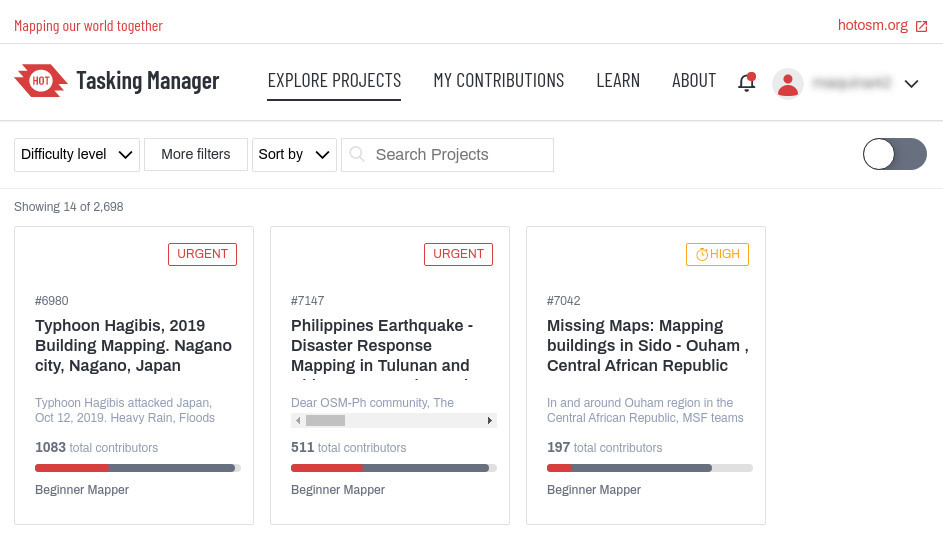 Mapping our world together
hotosm.org
HOT
Tasking Manager
EXPLORE PROJECTS
MY CONTRIBUTIONS
LEARN
ABOUT
Difficulty level
More filters
Sort by
Search Projects
Showing 14 of 2,698
URGENT
#6980
Typhoon Hagibis, 2019
Building Mapping. Nagano
city, Nagano, Japan
Typhoon Hagibis attacked Japan,
Oct 12, 2019. Heavy Rain, Floods
1083 total contributors
Beginner Mapper
URGENT
#7147
Philippines Earthquake -
Disaster Response
Mapping in Tulunan and
Dear OSM-Ph community, The
511 total contributors
Beginner Mapper
HIGH
#7042
Missing Maps: Mapping
buildings in Sido - Ouham ,
Central African Republic
In and around Ouham region in the
Central African Republic, MSF teams
197 total contributors
Beginner Mapper